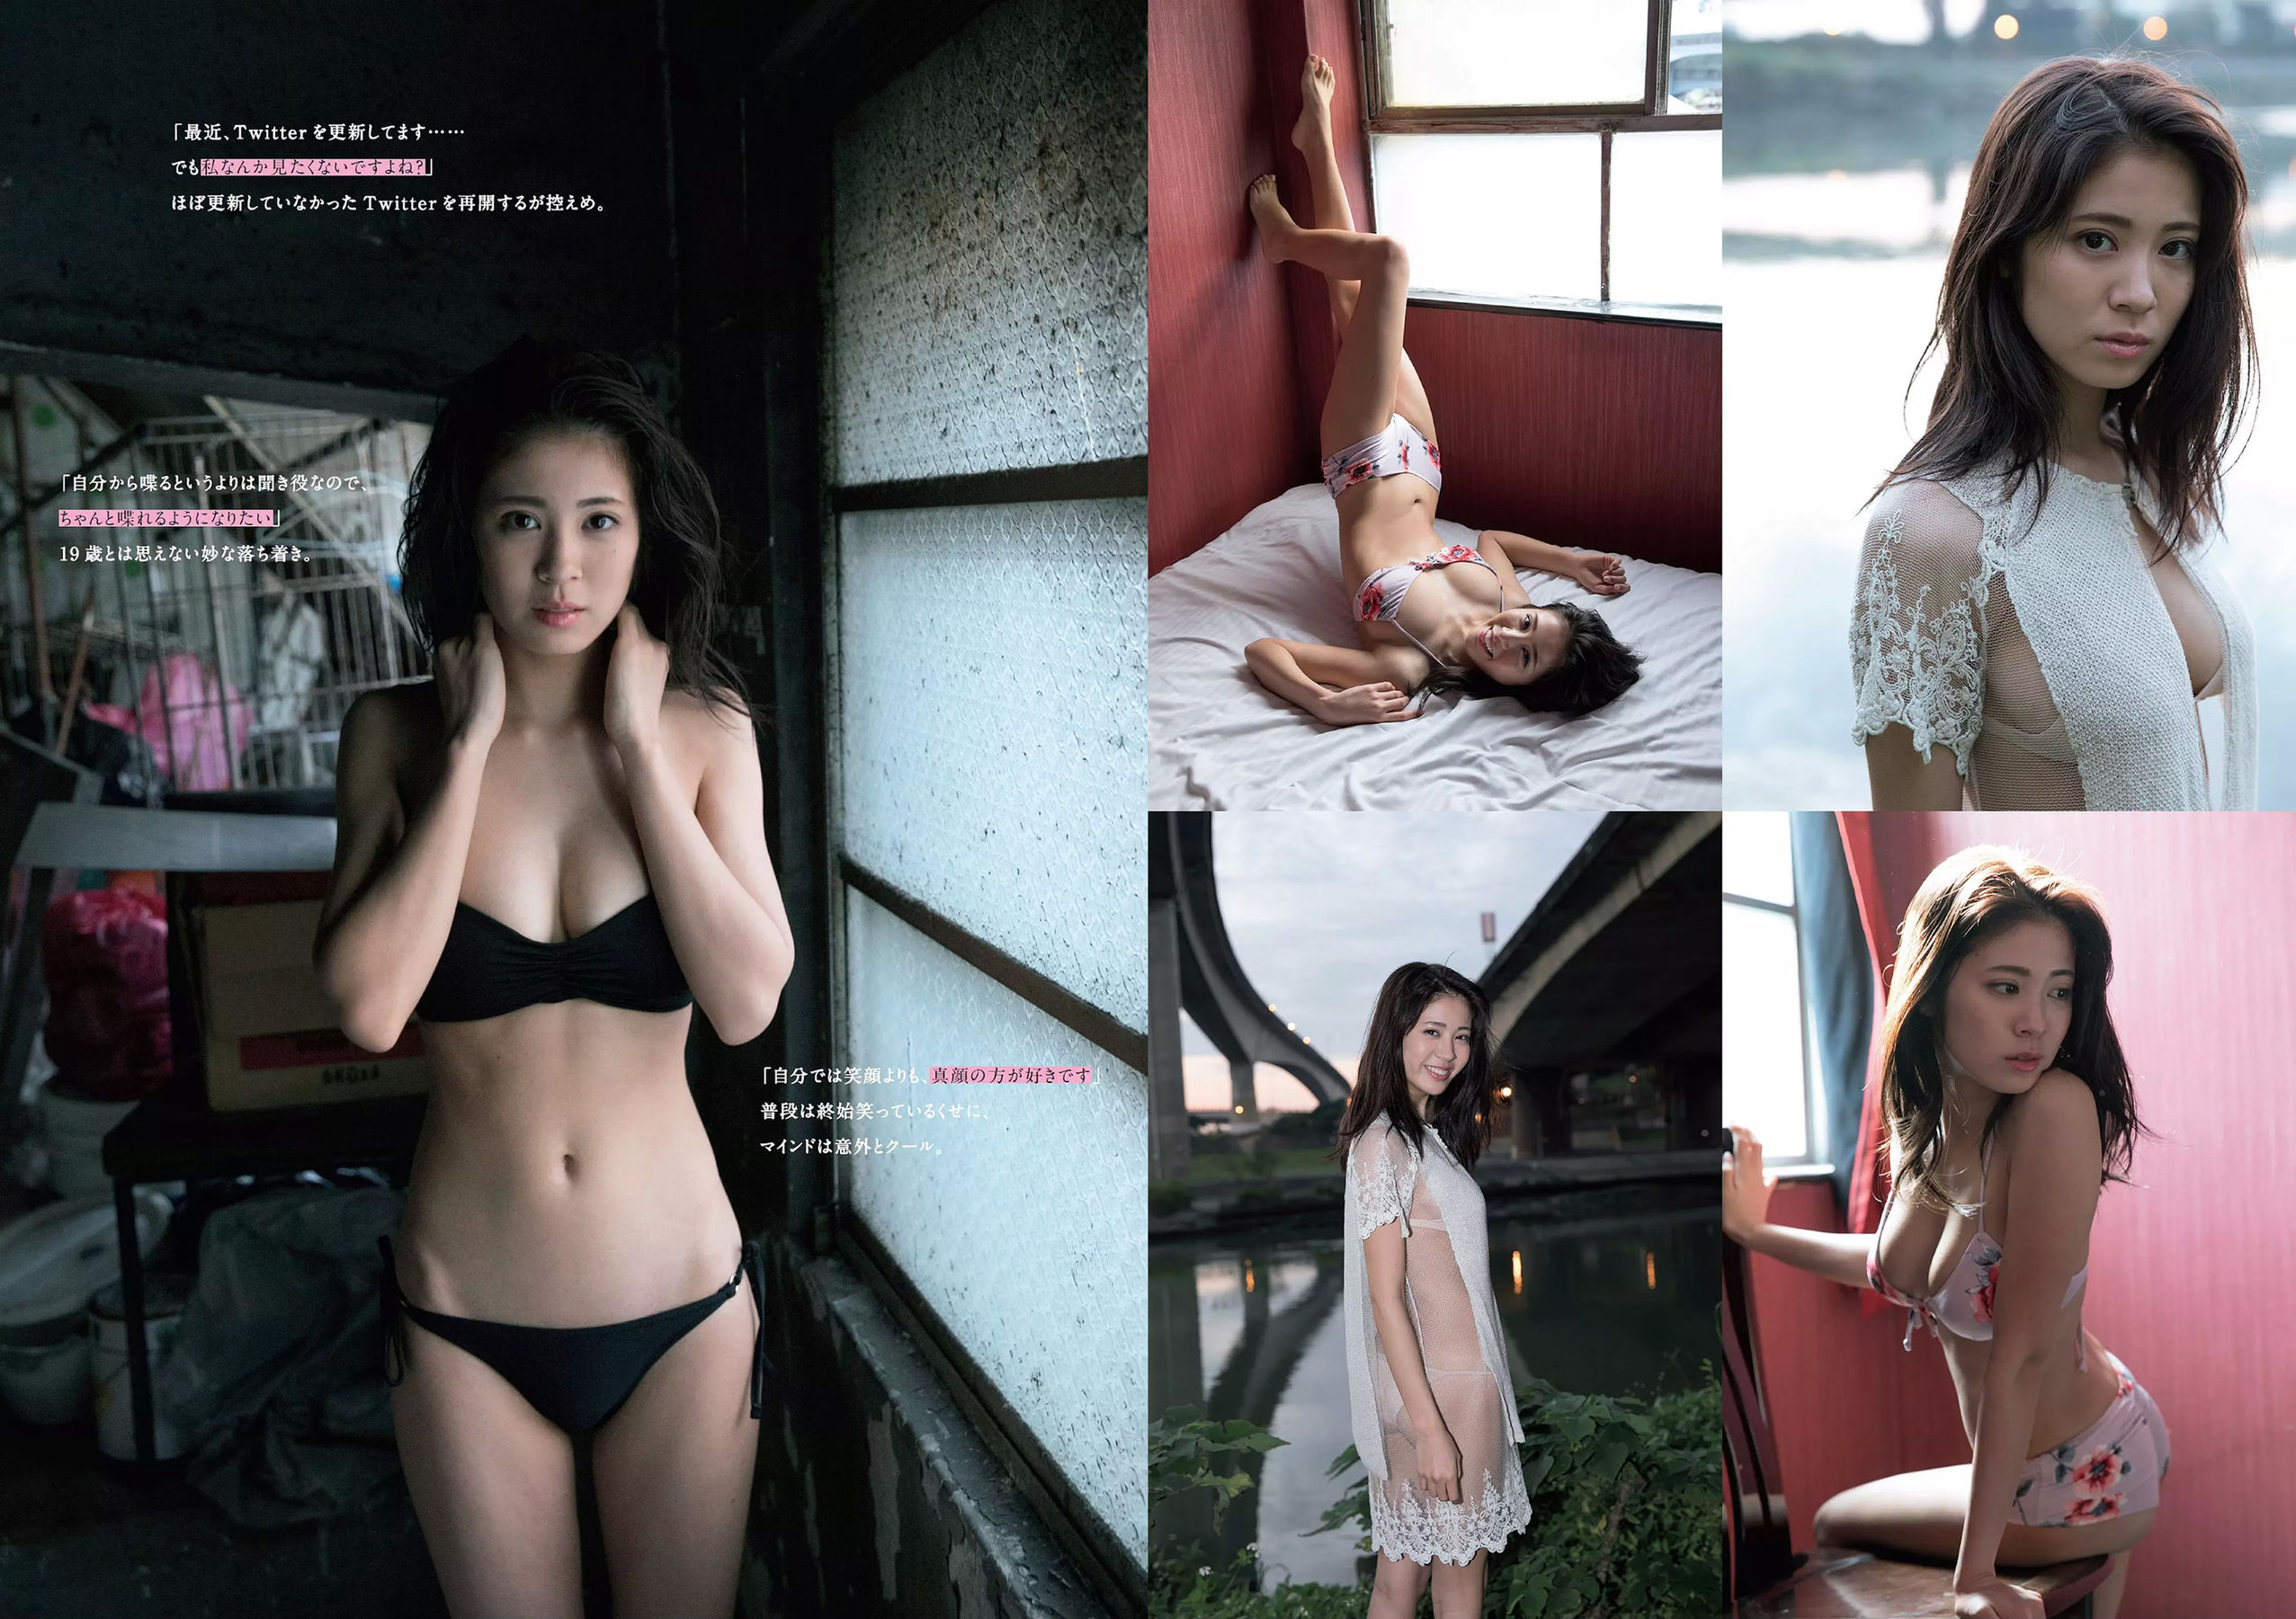 「最近、Twitterを更新してます……
でも私なんか見たくないですよね?」
ほぼ更新していなかったTwitterを再開するが控えめ。
「自分から喋るというよりは聞き役なので、
ちゃんと喋れるようになりたい」
19歳とは思えない妙な落ち着き。
「自分では笑顔よりも、真顔の方が好きです」
普段は終始笑っているくせに、
マインドは意外とクール。